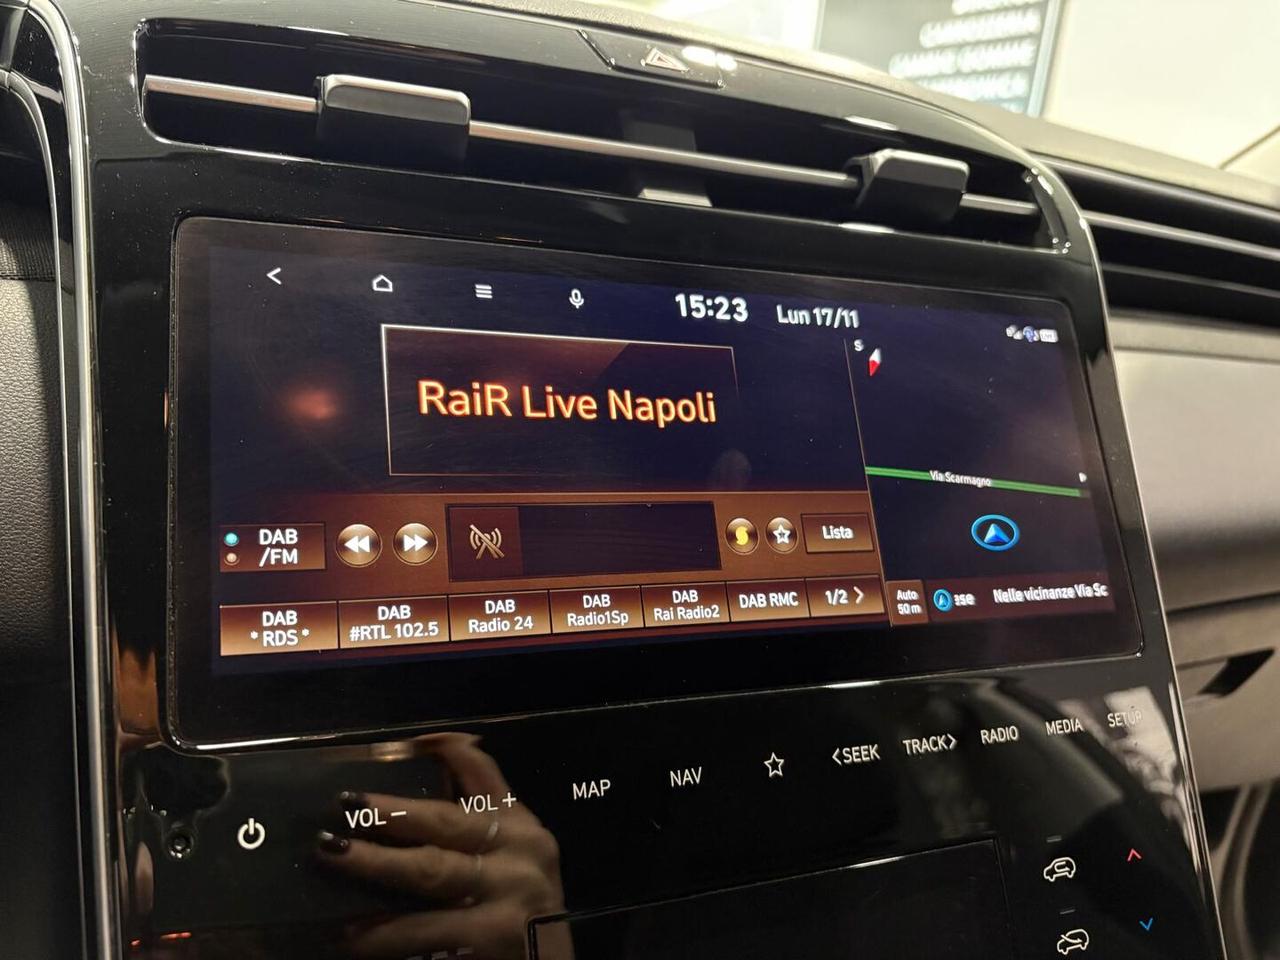 15:23
Lun 17/11
RaiR Live Napoli
S
Via Scarmagno
DAB
/FM
Lista
DAB
* RDS *
DAB
#RTL 102.5
DAB
Radio 24
DAB
Radio1Sp
DAB
Rai Radio2
DAB RMC
1/2 >
Auto
50 m
ase
Nelle vicinanze Via Sc
VOL −
VOL +
MAP
NAV
<SEEK
TRACK>
RADIO
MEDIA
SETUP